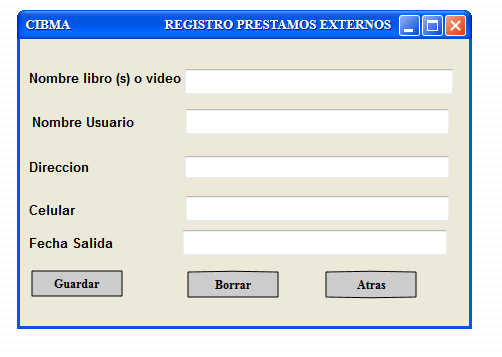 CIBMA REGISTRO PRESTAMOS EXTERNOS
Nombre libro (s) o video
Nombre Usuario
Direccion
Celular
Fecha Salida
Guardar Borrar Atras